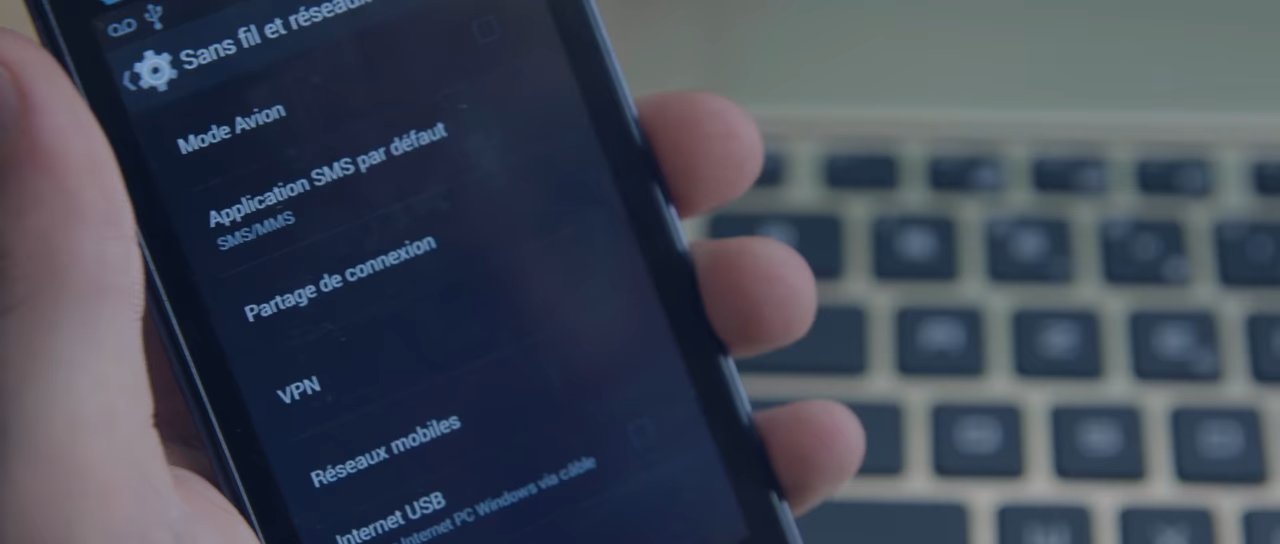 Sans fil et réseaux
Mode Avion
Application SMS par défaut
SMS/MMS
Partage de connexion
VPN
Réseaux mobiles
Internet USB
Internet PC Windows via câble